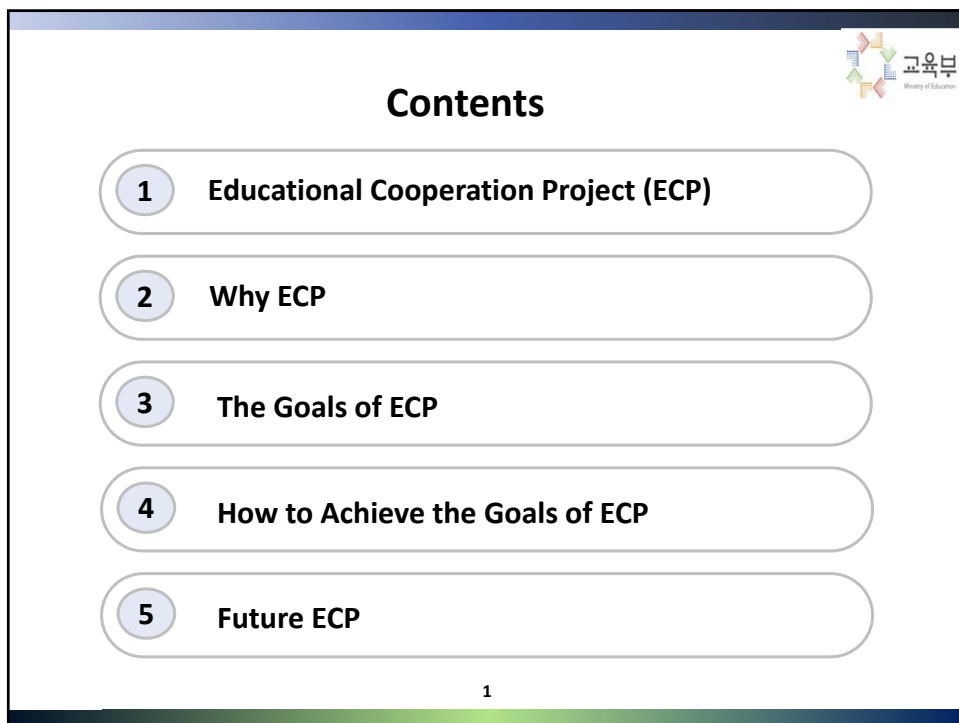 교육부
Ministry of Education
Contents
1 Educational Cooperation Project (ECP)
2 Why ECP
3 The Goals of ECP
4 How to Achieve the Goals of ECP
5 Future ECP
1